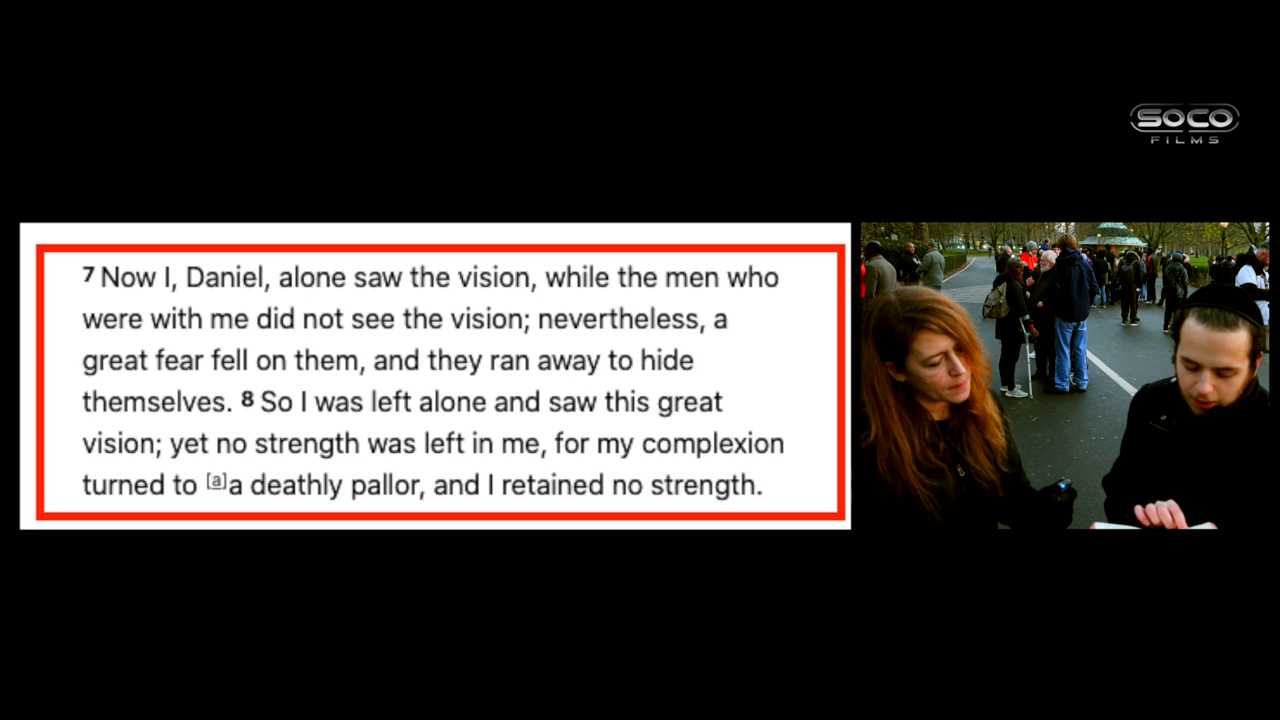 7 Now I, Daniel, alone saw the vision, while the men who
were with me did not see the vision; nevertheless, a
great fear fell on them, and they ran away to hide
themselves. 8 So I was left alone and saw this great
vision; yet no strength was left in me, for my complexion
turned to [a]a deathly pallor, and I retained no strength.
SOCO
FILMS